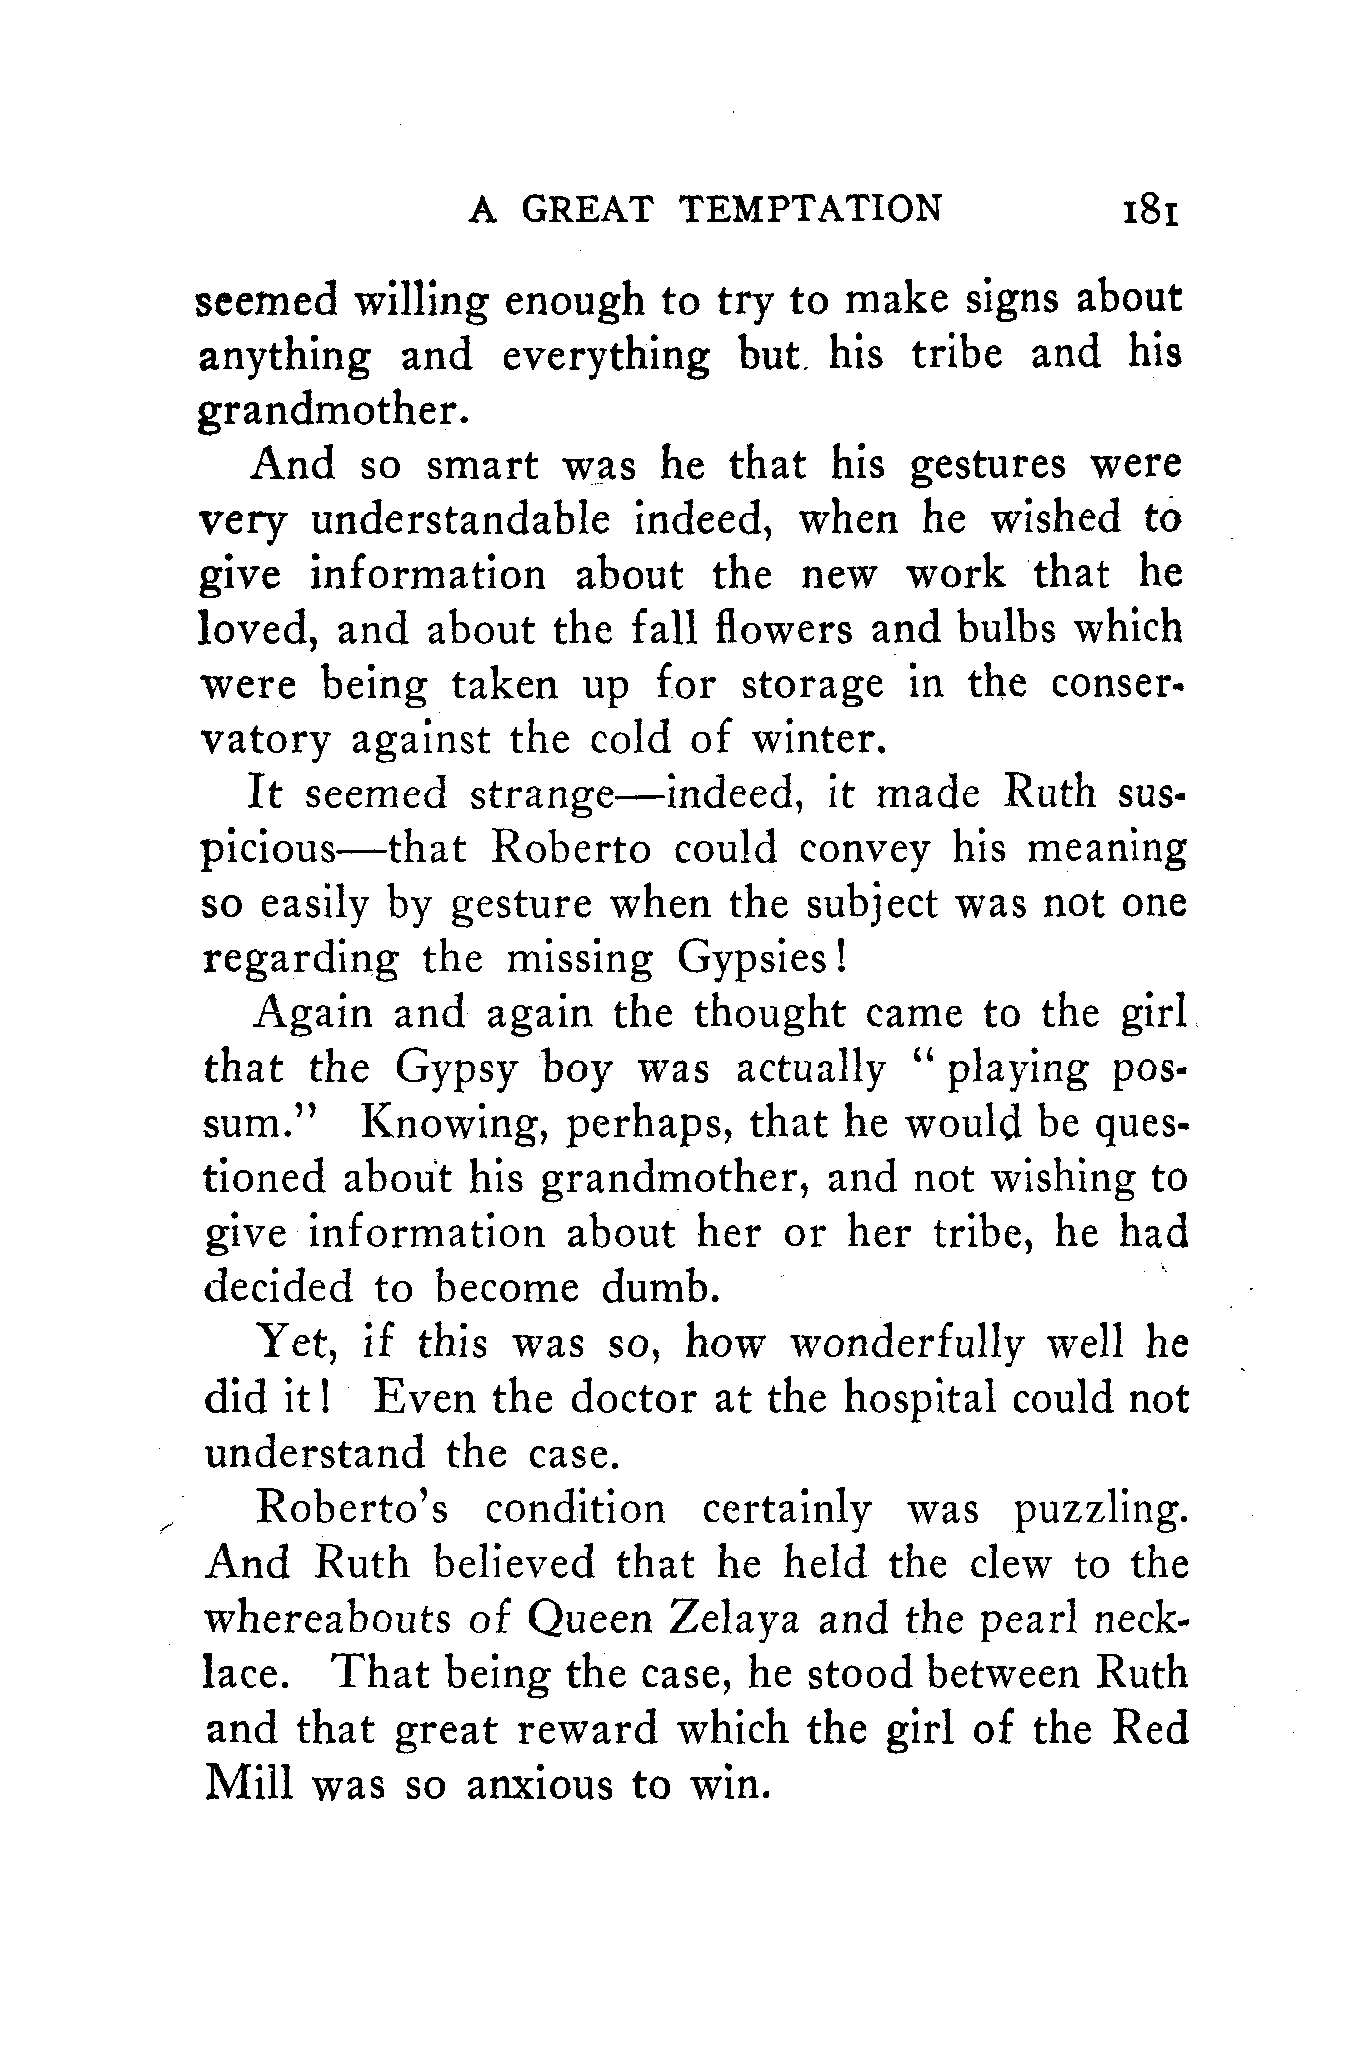 A GREAT TEMPTATION 181
seemed willing enough to try to make signs about
anything and everything but his tribe and his
grandmother.
And so smart was he that his gestures were
very understandable indeed, when he wished to
give information about the new work that he
loved, and about the fall flowers and bulbs which
were being taken up for storage in the conser-
vatory against the cold of winter.
It seemed strange—indeed, it made Ruth sus-
picious—that Roberto could convey his meaning
so easily by gesture when the subject was not one
regarding the missing Gypsies!
Again and again the thought came to the girl
that the Gypsy boy was actually "playing pos-
sum." Knowing, perhaps, that he would be ques-
tioned about his grandmother, and not wishing to
give information about her or her tribe, he had
decided to become dumb.
Yet, if this was so, how wonderfully well he
did it! Even the doctor at the hospital could not
understand the case.
Roberto's condition certainly was puzzling.
And Ruth believed that he held the clew to the
whereabouts of Queen Zelaya and the pearl neck-
lace. That being the case, he stood between Ruth
and that great reward which the girl of the Red
Mill was so anxious to win.